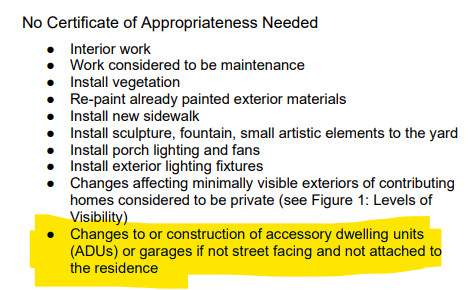 No Certificate of Appropriateness Needed
● Interior work
● Work considered to be maintenance
● Install vegetation
● Re-paint already painted exterior materials
● Install new sidewalk
● Install sculpture, fountain, small artistic elements to the yard
● Install porch lighting and fans
● Install exterior lighting fixtures
● Changes affecting minimally visible exteriors of contributing
homes considered to be private (see Figure 1: Levels of
Visibility)
● Changes to or construction of accessory dwelling units
(ADUs) or garages if not street facing and not attached to
the residence